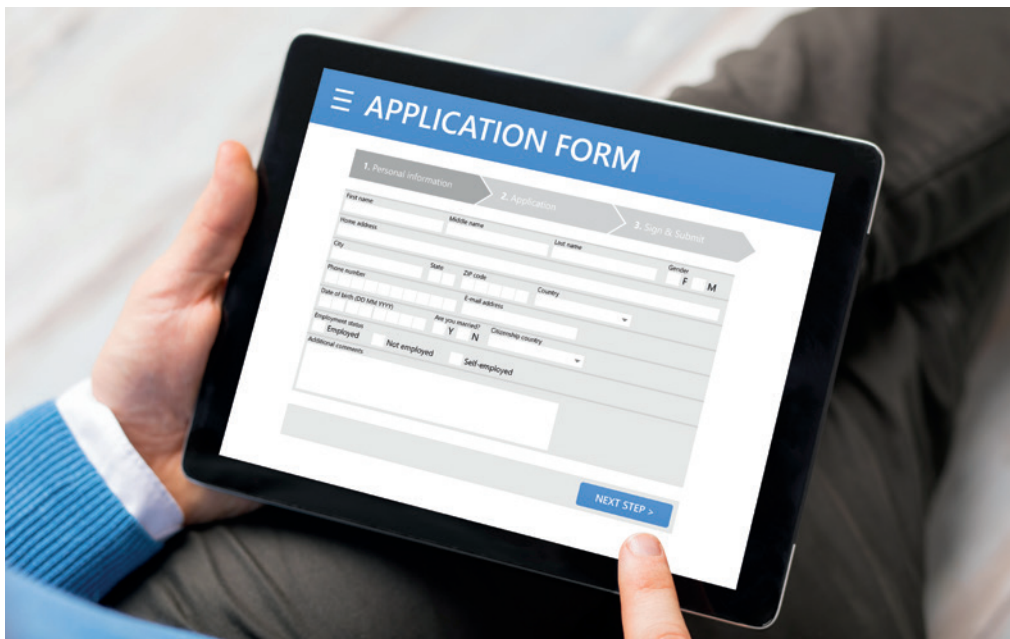 APPLICATION FORM
1. Personal information 2. Application 3. Sign & Submit
First name Middle name Last name Gender
F M
Home address
City State ZIP code Country
Phone number E-mail address
Date of birth (DD MM YYYY) Are you married? Citizenship country
Y N
Employment status
Employed Not employed Self-employed
Additional comments
NEXT STEP >